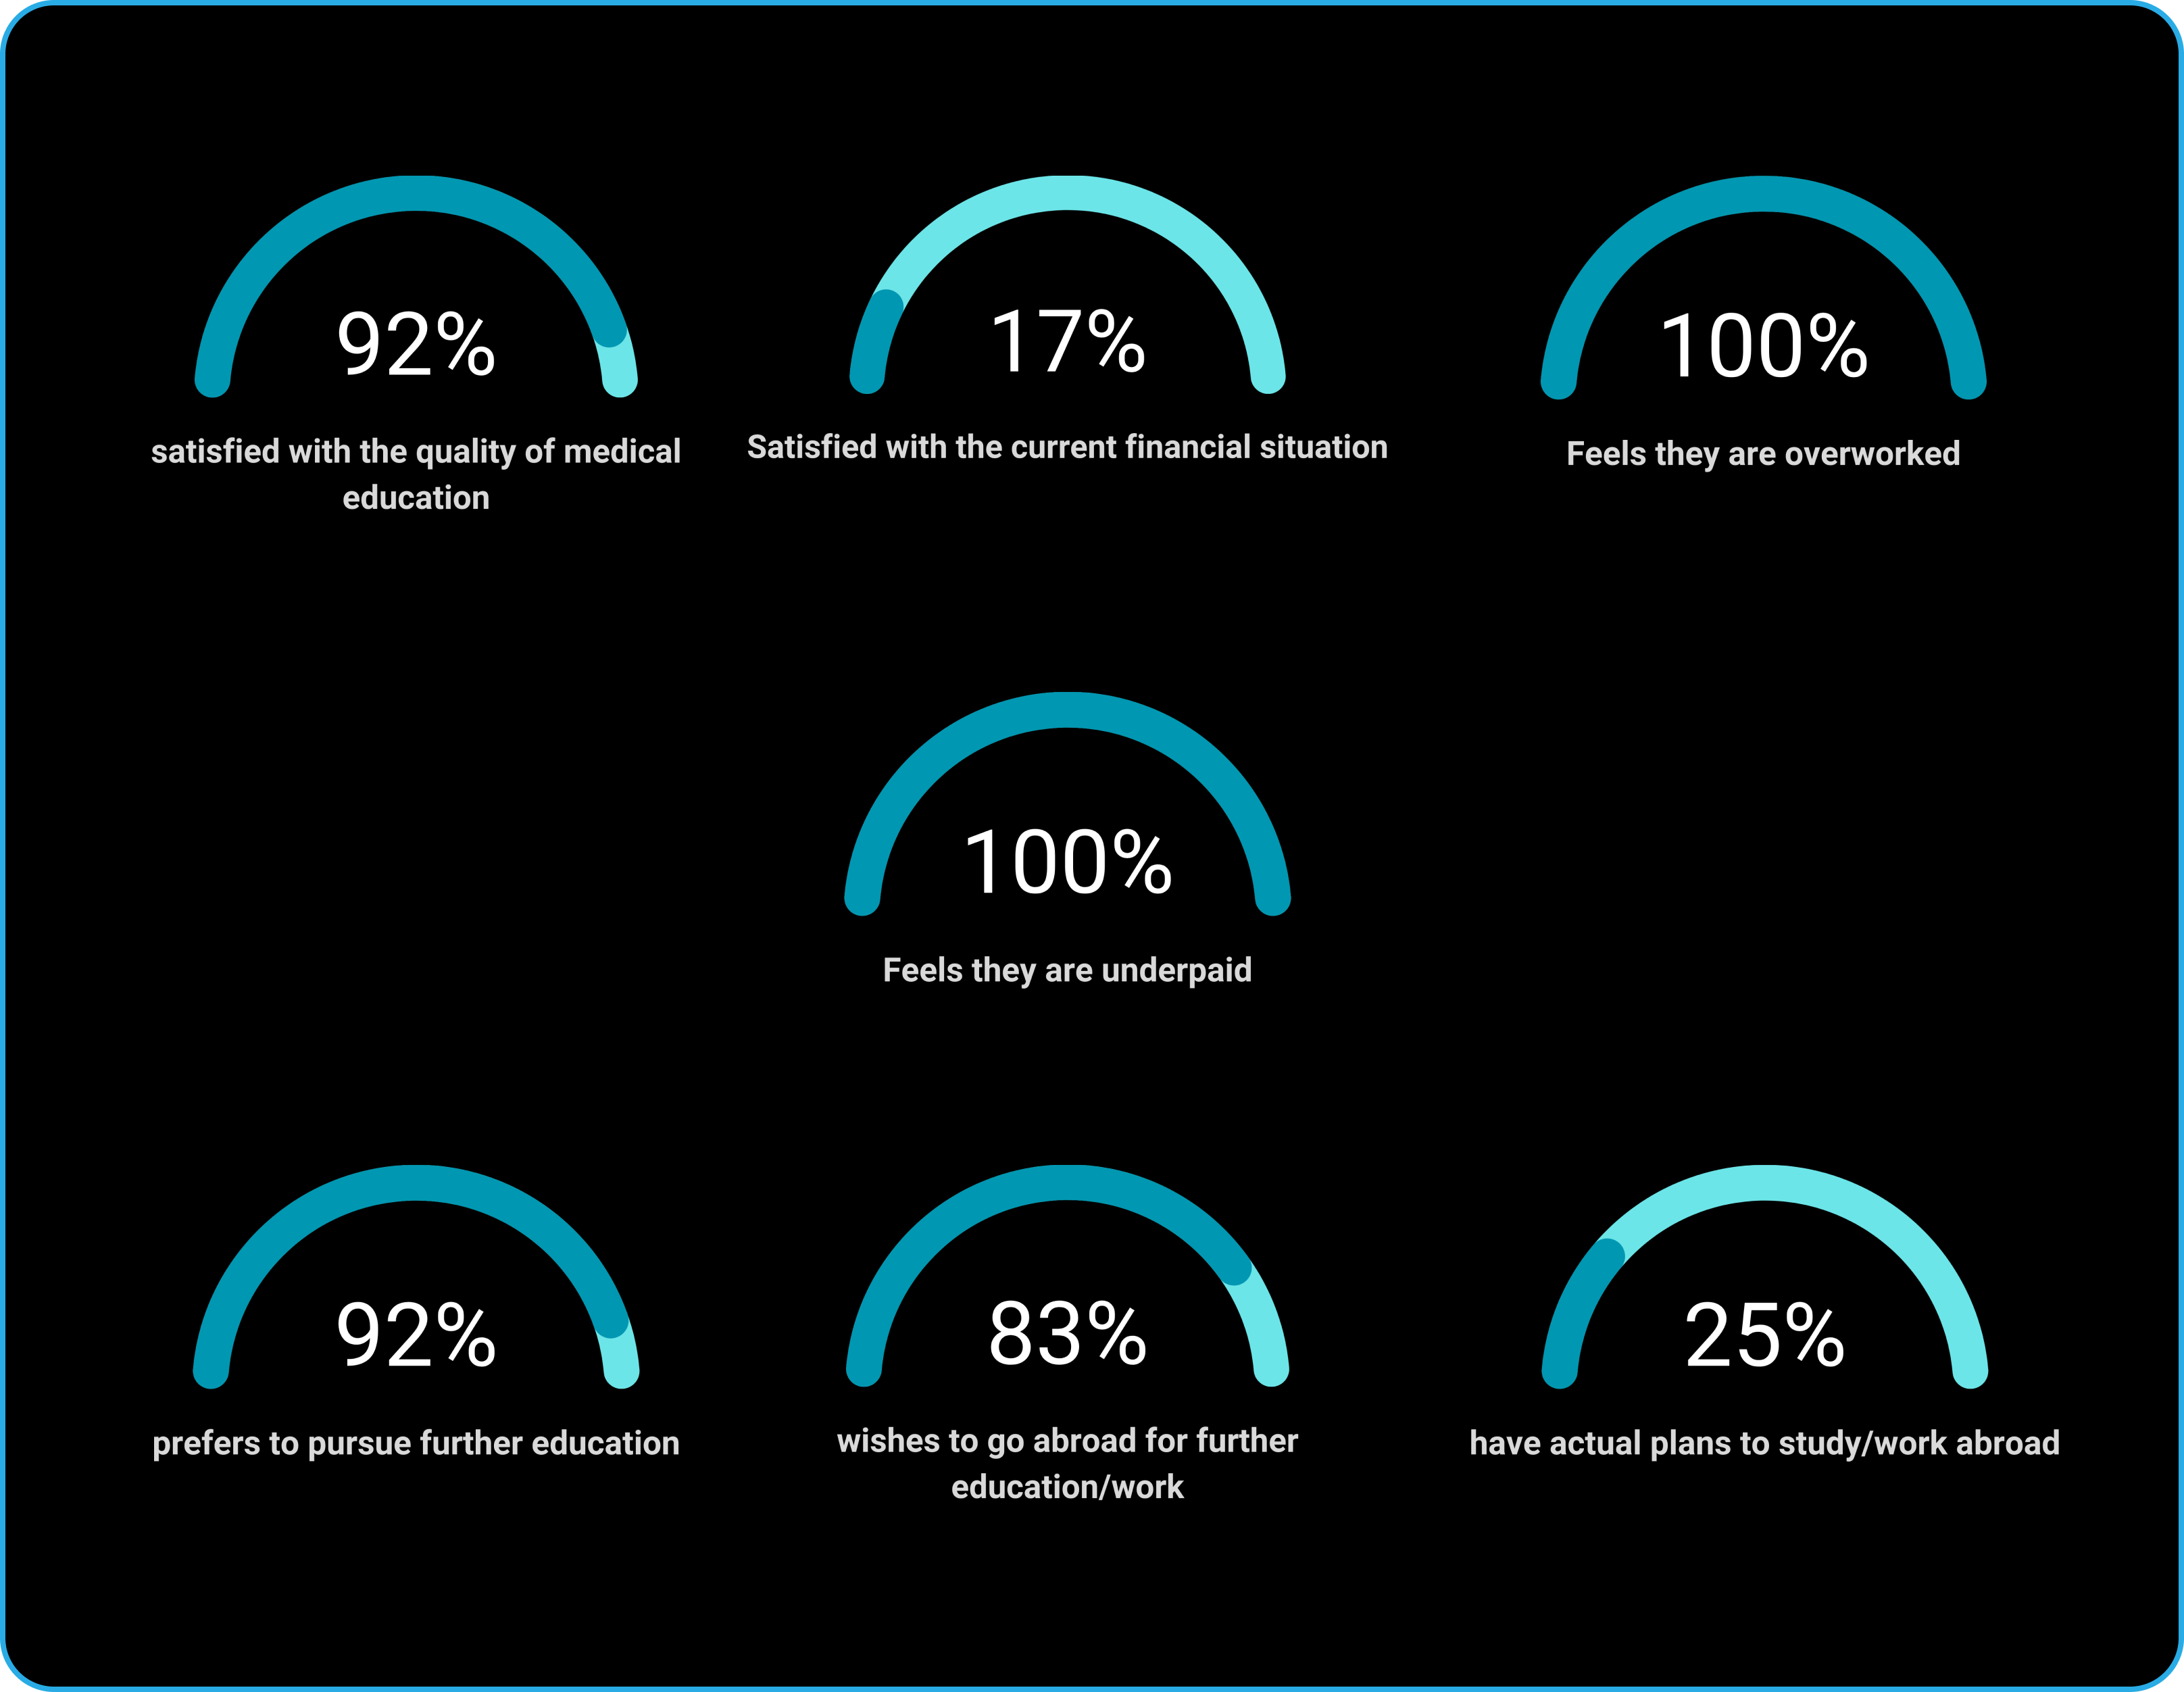 92%
satisfied with the quality of medical
education
17%
Satisfied with the current financial situation
100%
Feels they are overworked
100%
Feels they are underpaid
92%
prefers to pursue further education
83%
wishes to go abroad for further
education/work
25%
have actual plans to study/work abroad